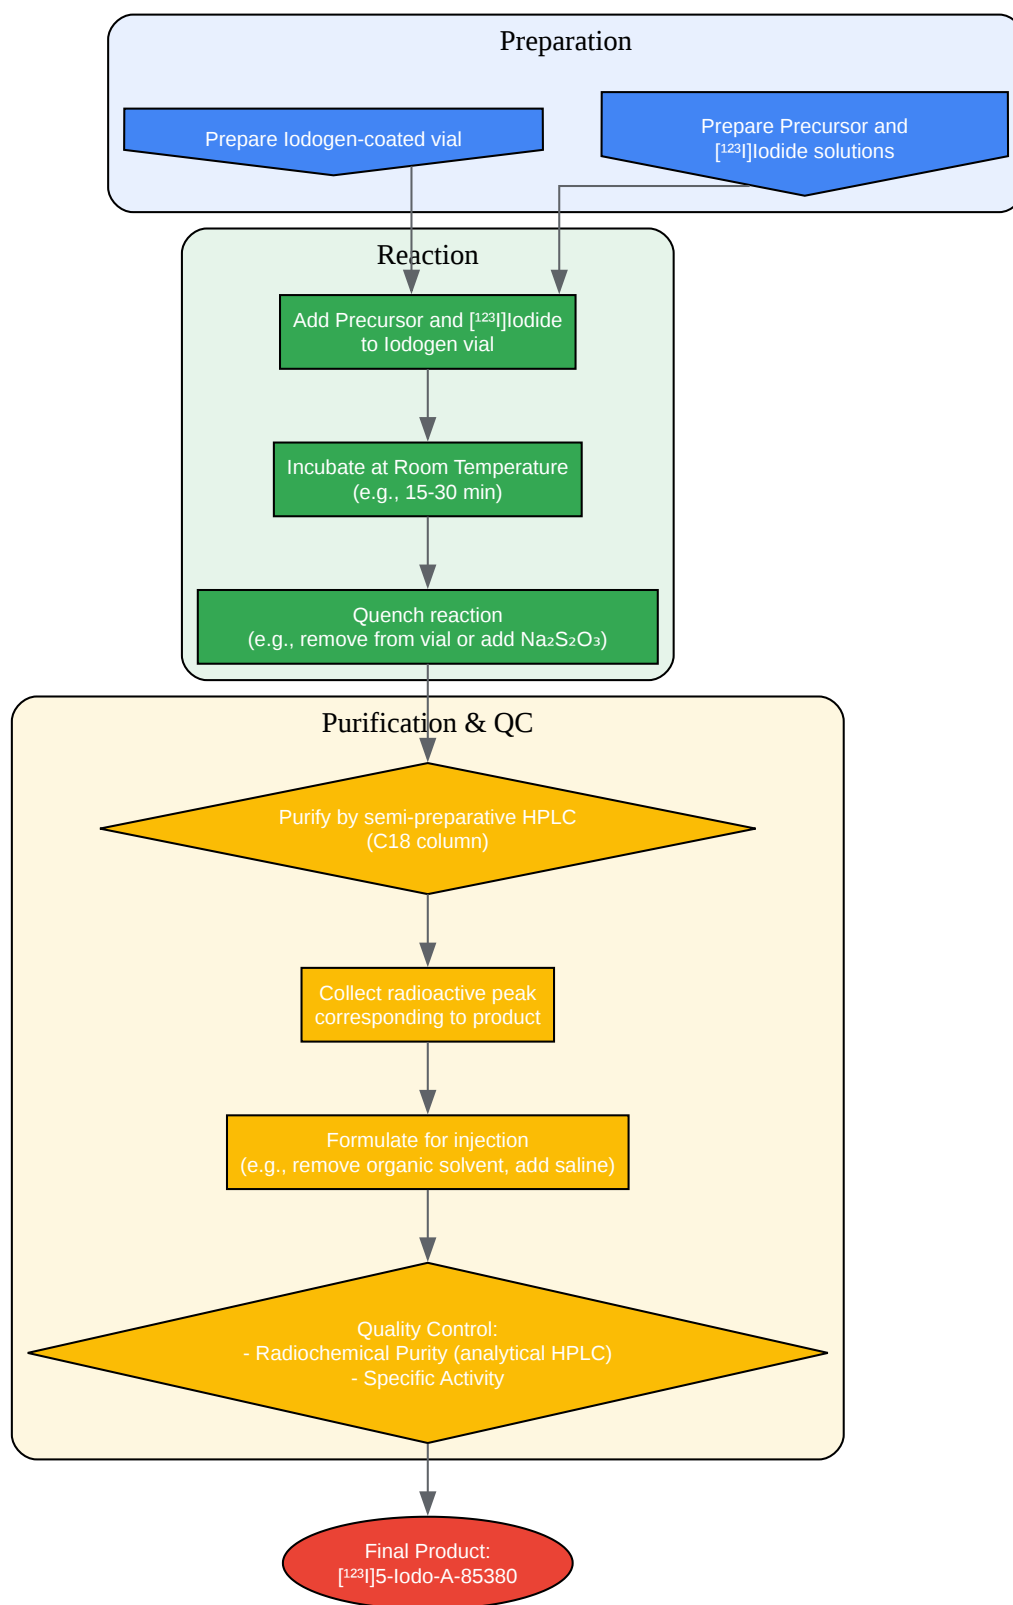 Preparation
Prepare Iodogen-coated vial
Prepare Precursor and
[¹²³I]Iodide solutions
Reaction
Add Precursor and [¹²³I]Iodide
to Iodogen vial
Incubate at Room Temperature
(e.g., 15-30 min)
Quench reaction
(e.g., remove from vial or add Na₂S₂O₃)
Purification & QC
Purify by semi-preparative HPLC
(C18 column)
Collect radioactive peak
corresponding to product
Formulate for injection
(e.g., remove organic solvent, add saline)
Quality Control:
- Radiochemical Purity (analytical HPLC)
- Specific Activity
Final Product:
[¹²³I]5-Iodo-A-85380